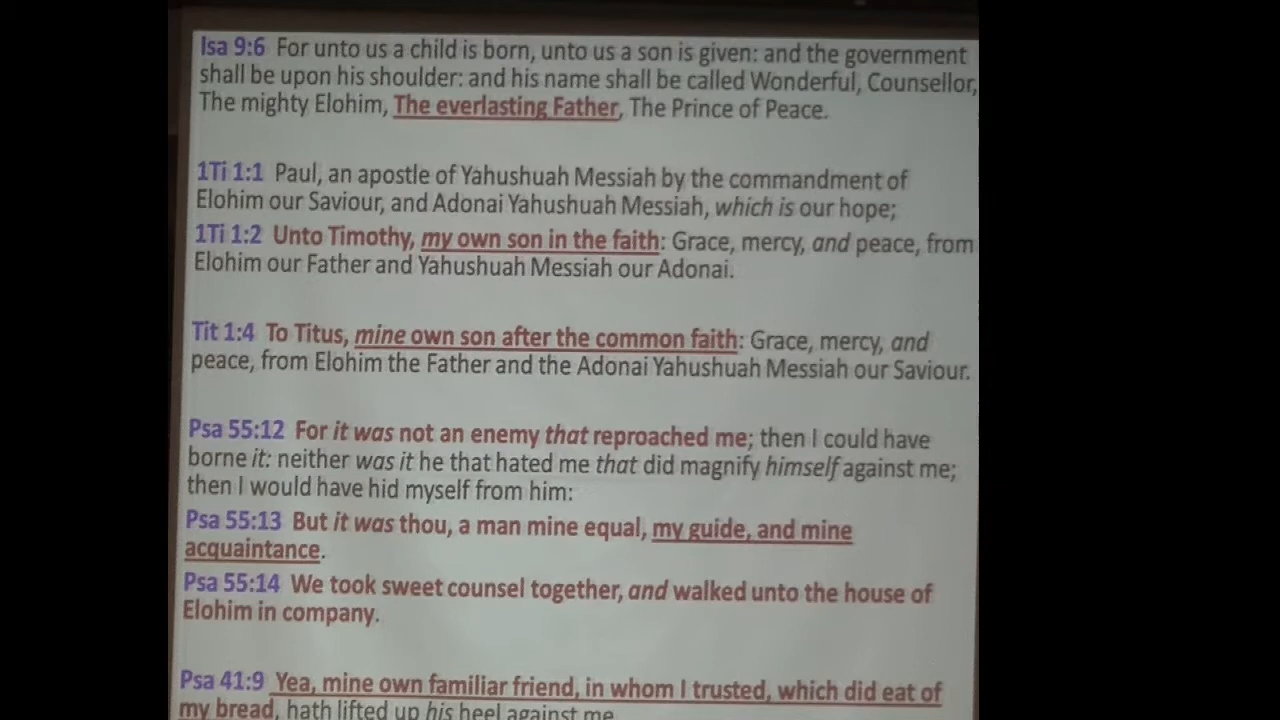 Isa 9:6 For unto us a child is born, unto us a son is given: and the government
shall be upon his shoulder: and his name shall be called Wonderful, Counsellor,
The mighty Elohim, The everlasting Father, The Prince of Peace.
1Ti 1:1 Paul, an apostle of Yahushuah Messiah by the commandment of
Elohim our Saviour, and Adonai Yahushuah Messiah, which is our hope;
1Ti 1:2 Unto Timothy, my own son in the faith: Grace, mercy, and peace, from
Elohim our Father and Yahushuah Messiah our Adonai.
Tit 1:4 To Titus, mine own son after the common faith: Grace, mercy, and
peace, from Elohim the Father and the Adonai Yahushuah Messiah our Saviour.
Psa 55:12 For it was not an enemy that reproached me; then I could have
borne it: neither was it he that hated me that did magnify himself against me;
then I would have hid myself from him:
Psa 55:13 But it was thou, a man mine equal, my guide, and mine
acquaintance.
Psa 55:14 We took sweet counsel together, and walked unto the house of
Elohim in company.
Psa 41:9 Yea, mine own familiar friend, in whom I trusted, which did eat of
my bread, hath lifted up his heel against me